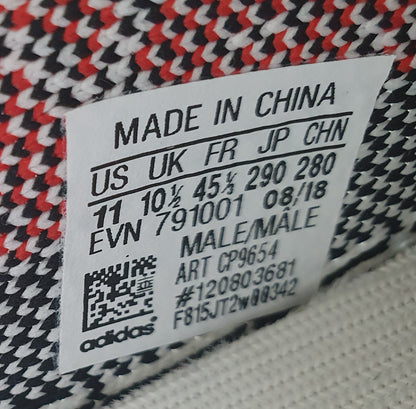 MADE IN CHINA
US UK FR JP CHN
11 10½ 45⅓ 290 280
EVN 791001 08/18
MALE/MÂLE
ART CP9654
#120803681
F815JT2W00342
adidas